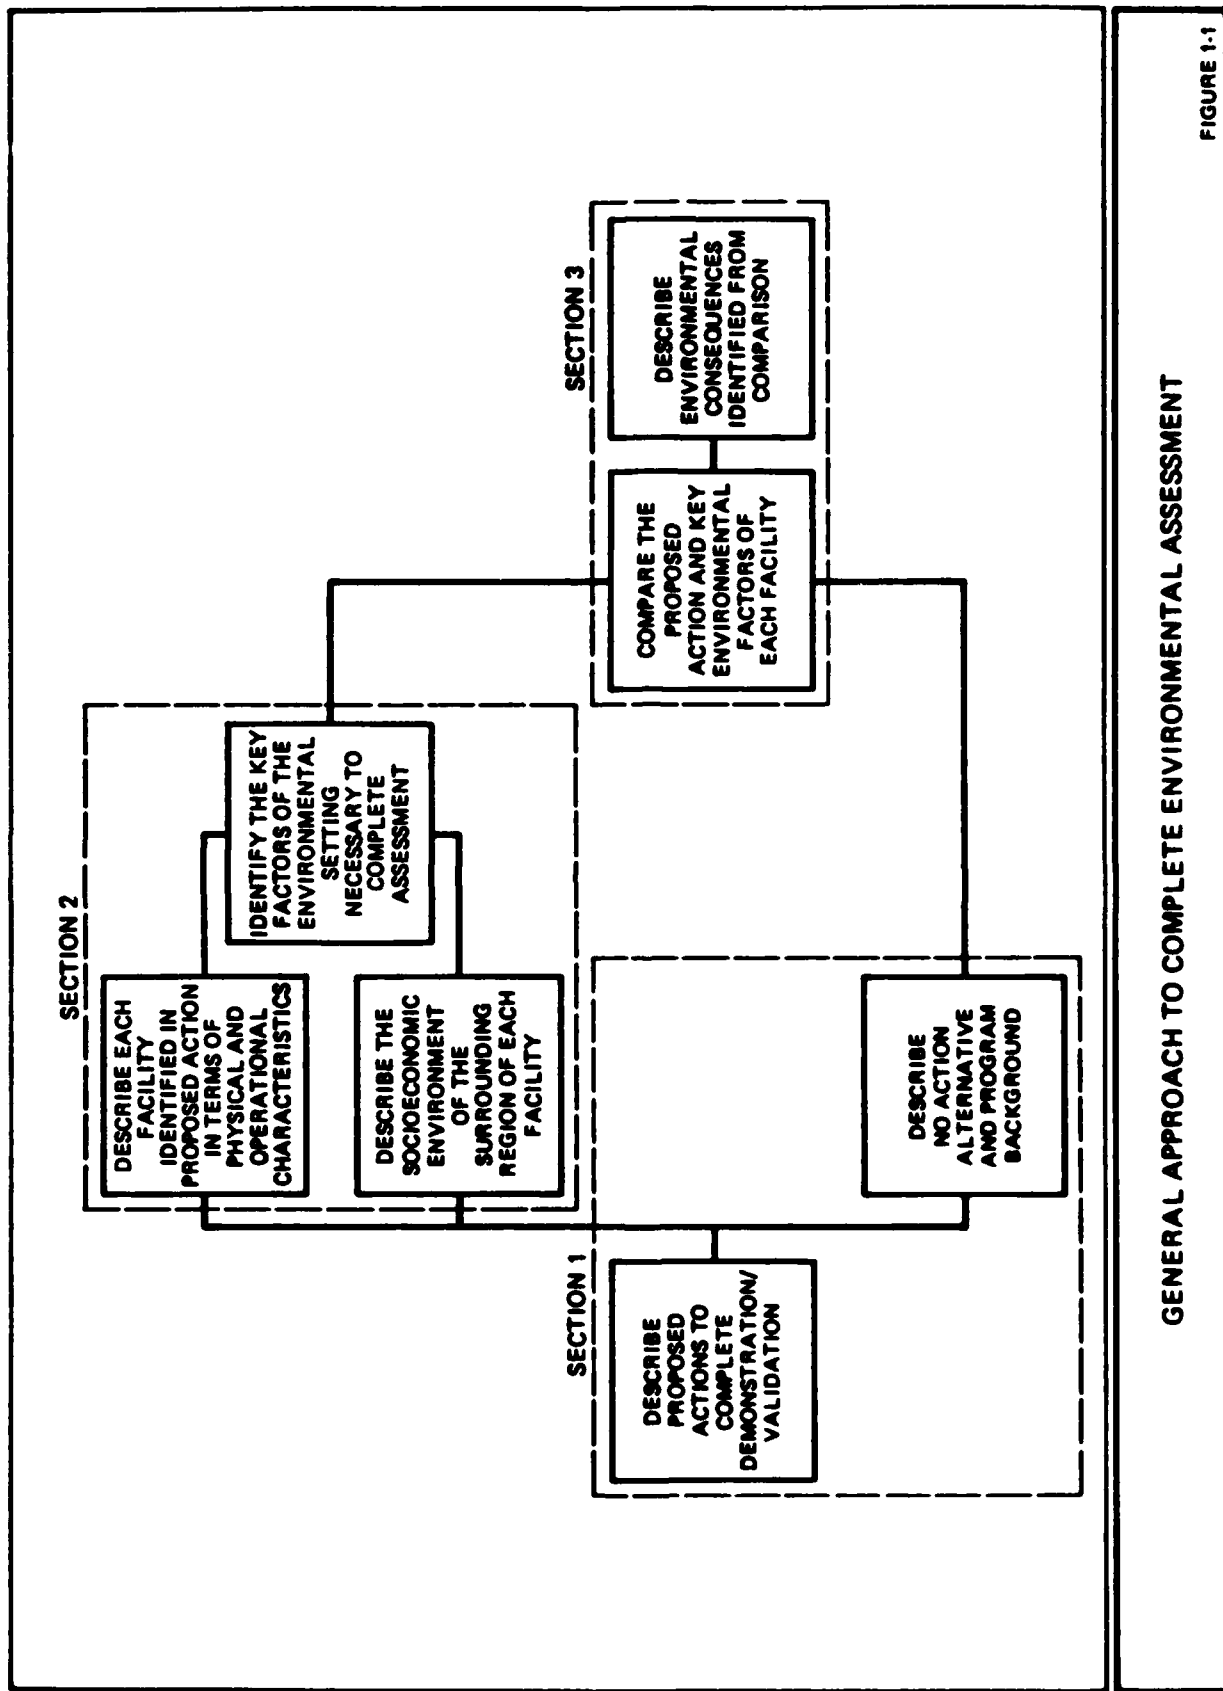 SECTION 1
DESCRIBE
PROPOSED
ACTIONS TO
COMPLETE
DEMONSTRATION/
VALIDATION
DESCRIBE
NO ACTION
ALTERNATIVE
AND PROGRAM
BACKGROUND
SECTION 2
DESCRIBE EACH
FACILITY
IDENTIFIED IN
PROPOSED ACTION
IN TERMS OF
PHYSICAL AND
OPERATIONAL
CHARACTERISTICS
DESCRIBE THE
SOCIOECONOMIC
ENVIRONMENT
OF THE
SURROUNDING
REGION OF EACH
FACILITY
IDENTIFY THE KEY
FACTORS OF THE
ENVIRONMENTAL
SETTING
NECESSARY TO
COMPLETE
ASSESSMENT
SECTION 3
COMPARE THE
PROPOSED
ACTION AND KEY
ENVIRONMENTAL
FACTORS OF
EACH FACILITY
DESCRIBE
ENVIRONMENTAL
CONSEQUENCES
IDENTIFIED FROM
COMPARISON
GENERAL APPROACH TO COMPLETE ENVIRONMENTAL ASSESSMENT
FIGURE 1-1